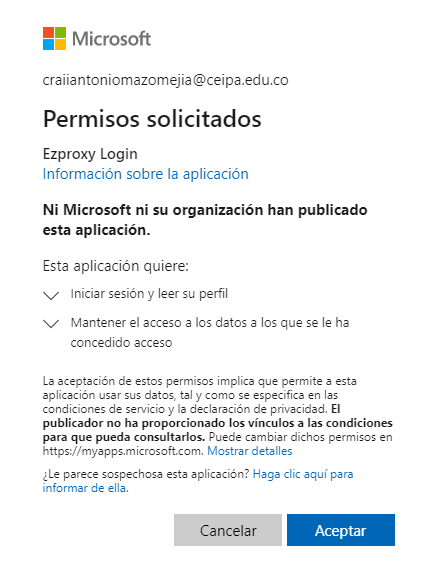 Microsoft
craiiantoniomazomejia@ceipa.edu.co
Permisos solicitados
Ezproxy Login
Información sobre la aplicación
Ni Microsoft ni su organización han publicado
esta aplicación.
Esta aplicación quiere:
Iniciar sesión y leer su perfil
Mantener el acceso a los datos a los que se le ha
concedido acceso
La aceptación de estos permisos implica que permite a esta
aplicación usar sus datos, tal y como se especifica en las
condiciones de servicio y la declaración de privacidad. El
publicador no ha proporcionado los vínculos a las condiciones
para que pueda consultarlos. Puede cambiar dichos permisos en
https://myapps.microsoft.com. Mostrar detalles
¿Le parece sospechosa esta aplicación? Haga clic aquí para
informar de ella.
Cancelar
Aceptar